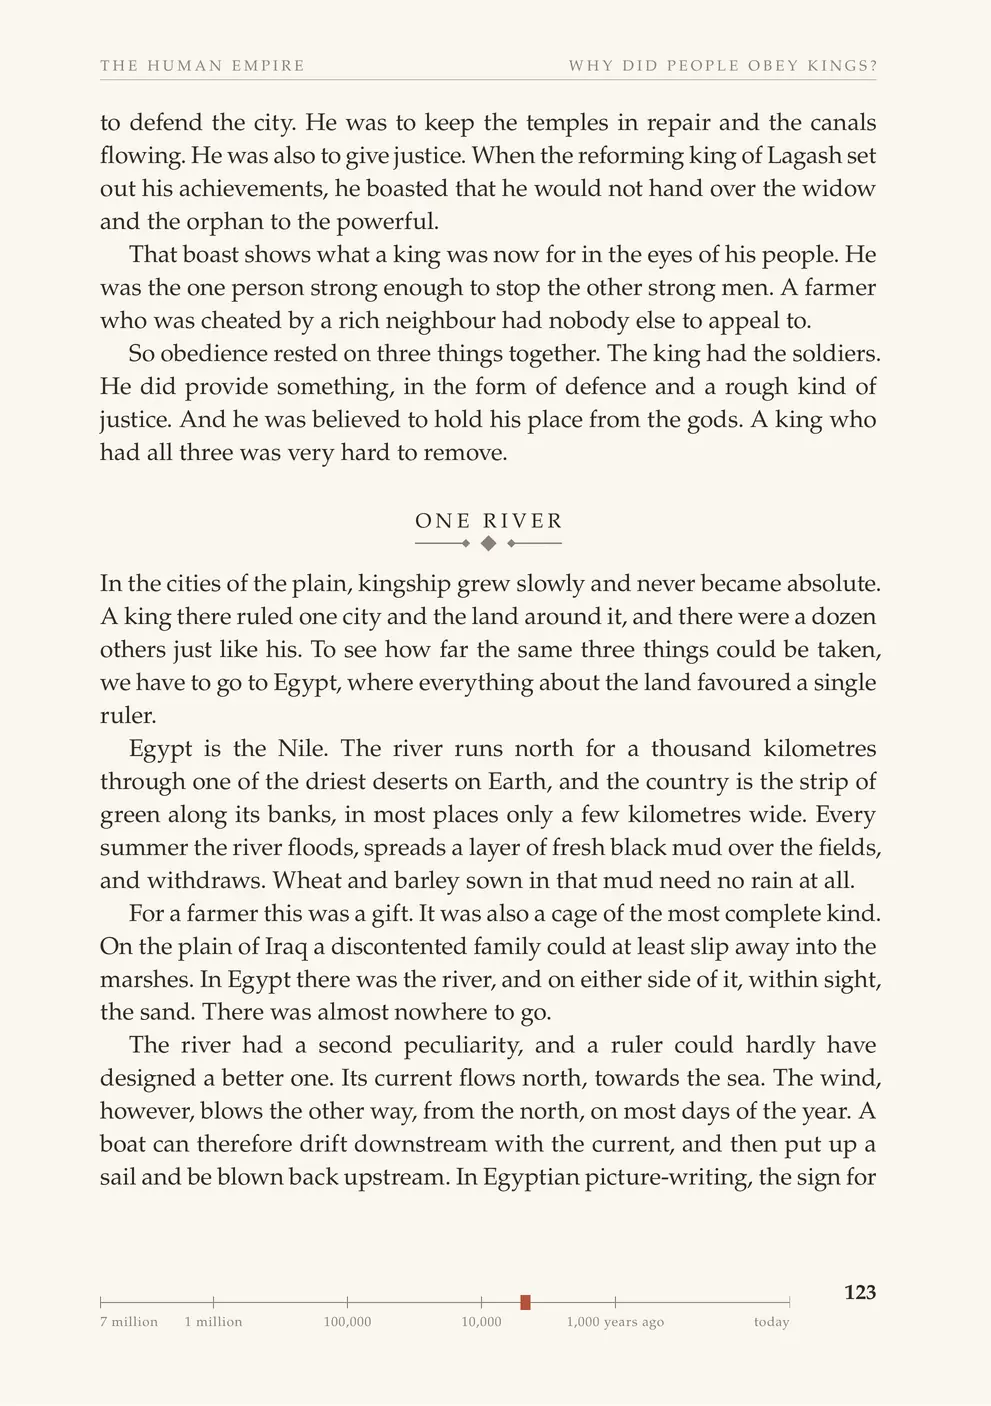 THE HUMAN EMPIRE
WHY DID PEOPLE OBEY KINGS?
to defend the city. He was to keep the temples in repair and the canals
flowing. He was also to give justice. When the reforming king of Lagash set
out his achievements, he boasted that he would not hand over the widow
and the orphan to the powerful.
That boast shows what a king was now for in the eyes of his people. He
was the one person strong enough to stop the other strong men. A farmer
who was cheated by a rich neighbour had nobody else to appeal to.
So obedience rested on three things together. The king had the soldiers.
He did provide something, in the form of defence and a rough kind of
justice. And he was believed to hold his place from the gods. A king who
had all three was very hard to remove.
ONE RIVER
In the cities of the plain, kingship grew slowly and never became absolute.
A king there ruled one city and the land around it, and there were a dozen
others just like his. To see how far the same three things could be taken,
we have to go to Egypt, where everything about the land favoured a single
ruler.
Egypt is the Nile. The river runs north for a thousand kilometres
through one of the driest deserts on Earth, and the country is the strip of
green along its banks, in most places only a few kilometres wide. Every
summer the river floods, spreads a layer of fresh black mud over the fields,
and withdraws. Wheat and barley sown in that mud need no rain at all.
For a farmer this was a gift. It was also a cage of the most complete kind.
On the plain of Iraq a discontented family could at least slip away into the
marshes. In Egypt there was the river, and on either side of it, within sight,
the sand. There was almost nowhere to go.
The river had a second peculiarity, and a ruler could hardly have
designed a better one. Its current flows north, towards the sea. The wind,
however, blows the other way, from the north, on most days of the year. A
boat can therefore drift downstream with the current, and then put up a
sail and be blown back upstream. In Egyptian picture-writing, the sign for
123
7 million 1 million 100,000 10,000 1,000 years ago today